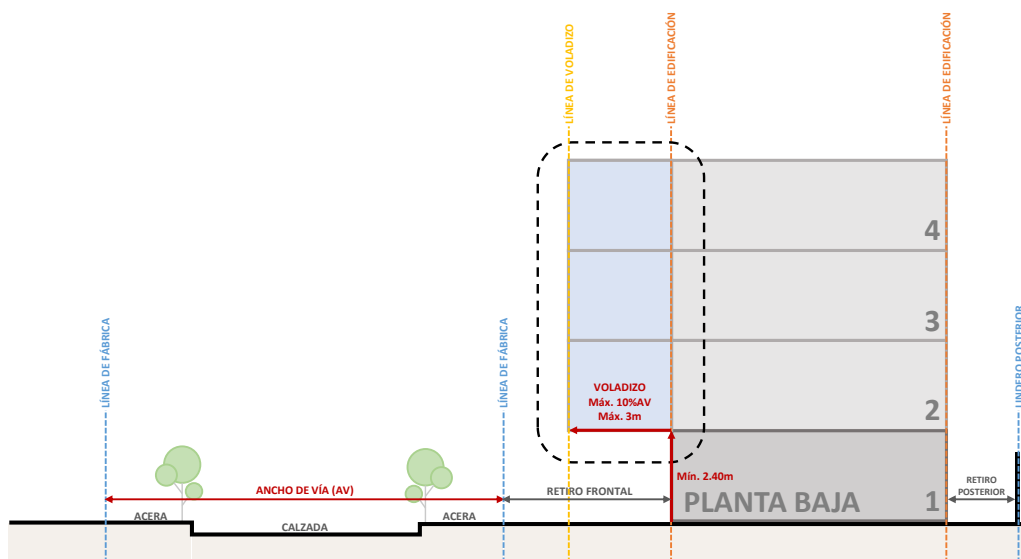 LÍNEA DE VOLADIZO
LÍNEA DE EDIFICACIÓN
LÍNEA DE EDIFICACIÓN
4
3
LÍNEA DE FÁBRICA
LÍNEA DE FÁBRICA
LINDERO POSTERIOR
VOLADIZO
Máx. 10%AV
Máx. 3m
2
Mín. 2.40m
ANCHO DE VÍA (AV)
RETIRO FRONTAL
PLANTA BAJA
1
RETIRO
POSTERIOR
ACERA
CALZADA
ACERA